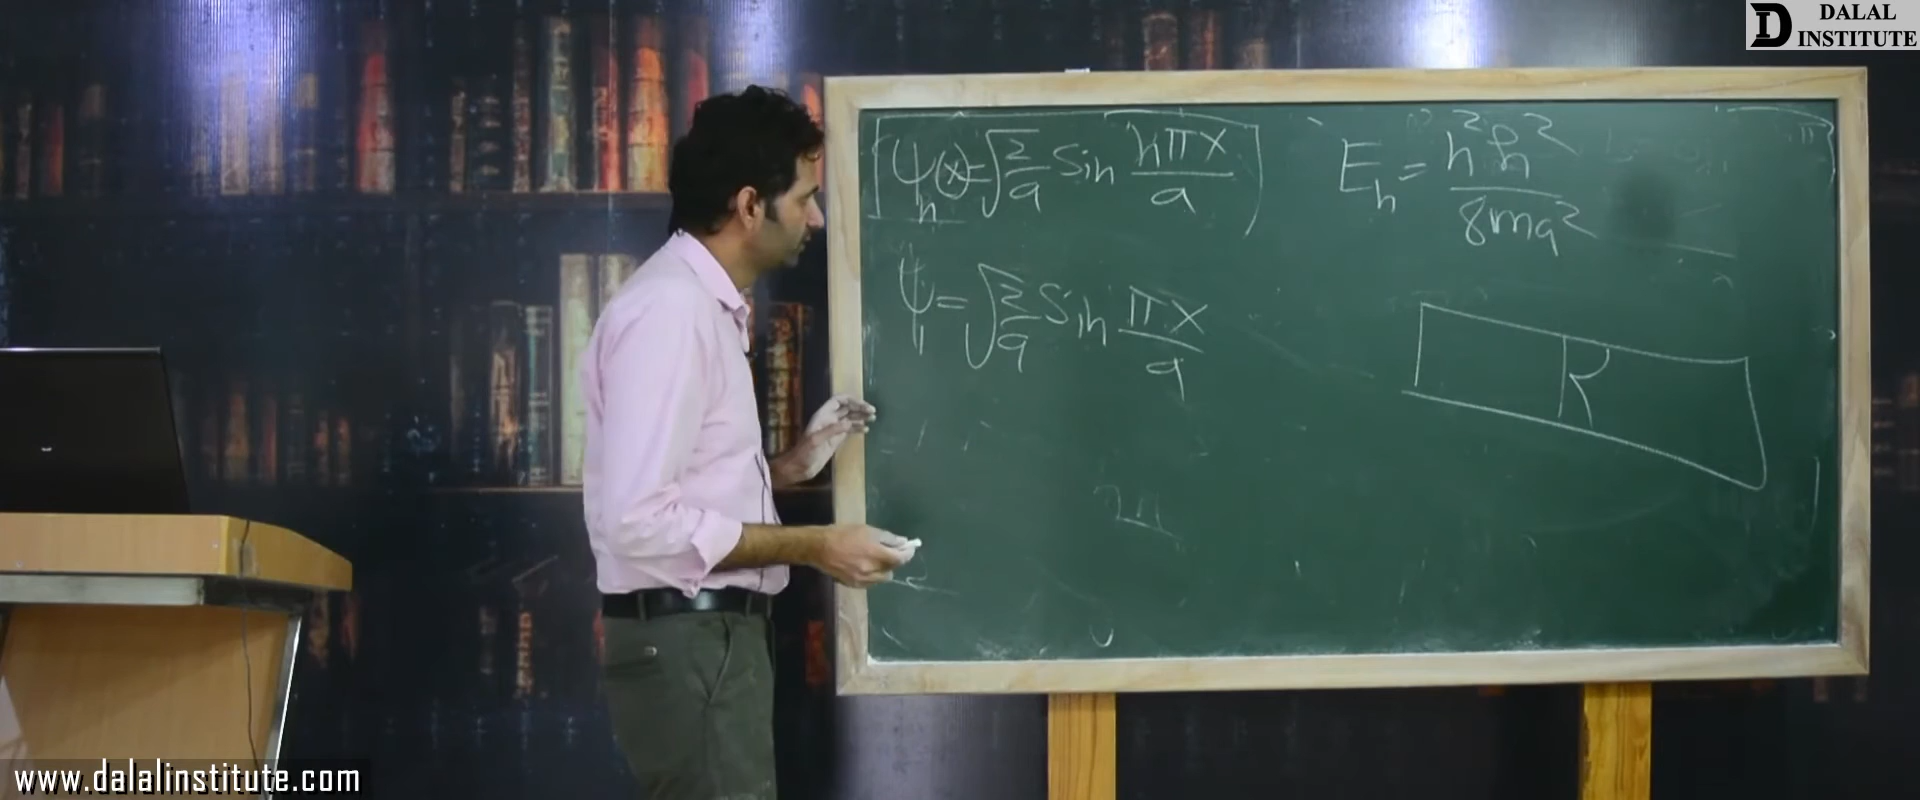 DALAL
INSTITUTE
ψₙ(x)=√(2/a) Sin nπx/a
Eₙ = n²h²/8ma²
ψ₁=√(2/a) Sin πx/a
R
www.dalalinstitute.com